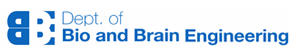 Dept. of
Bio and Brain Engineering